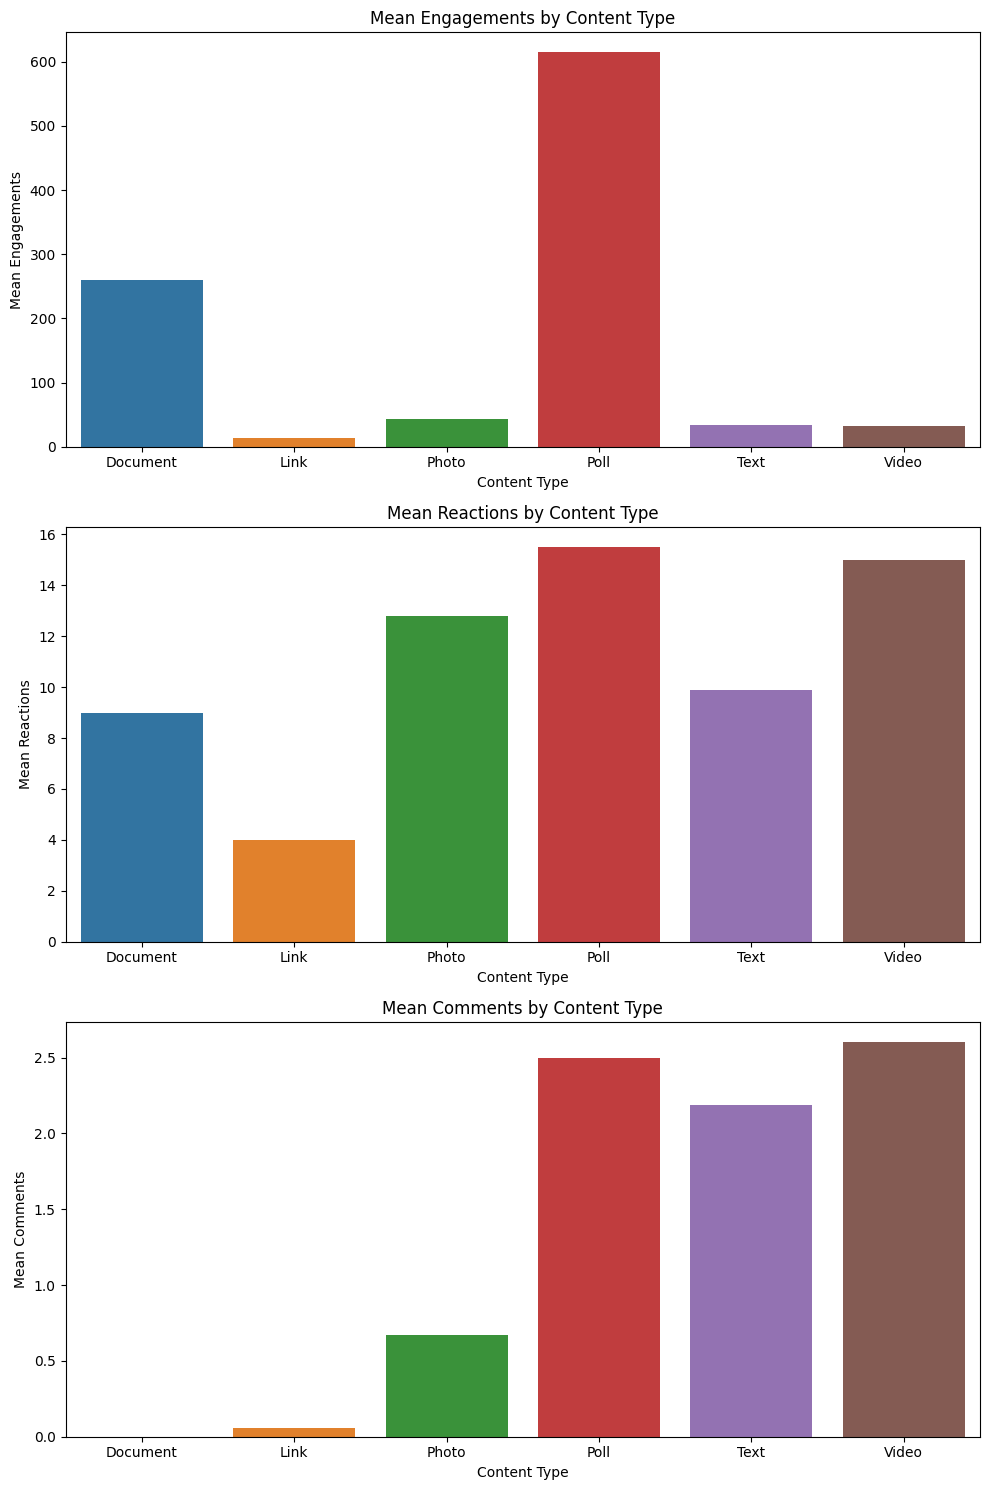 Mean Engagements by Content Type
600
500
400
300
200
100
0
Mean Engagements
Document Link Photo Poll Text Video
Content Type
Mean Reactions by Content Type
16
14
12
10
8
6
4
2
0
Mean Reactions
Document Link Photo Poll Text Video
Content Type
Mean Comments by Content Type
2.5
2.0
1.5
1.0
0.5
0.0
Mean Comments
Document Link Photo Poll Text Video
Content Type